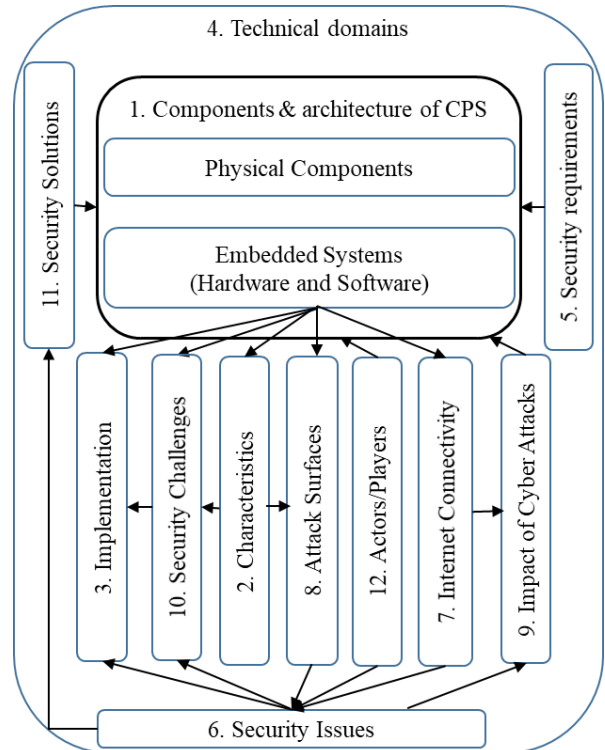 4. Technical domains
11. Security Solutions
1. Components & architecture of CPS
Physical Components
Embedded Systems
(Hardware and Software)
5. Security requirements
3. Implementation
10. Security Challenges
2. Characteristics
8. Attack Surfaces
12. Actors/Players
7. Internet Connectivity
9. Impact of Cyber Attacks
6. Security Issues